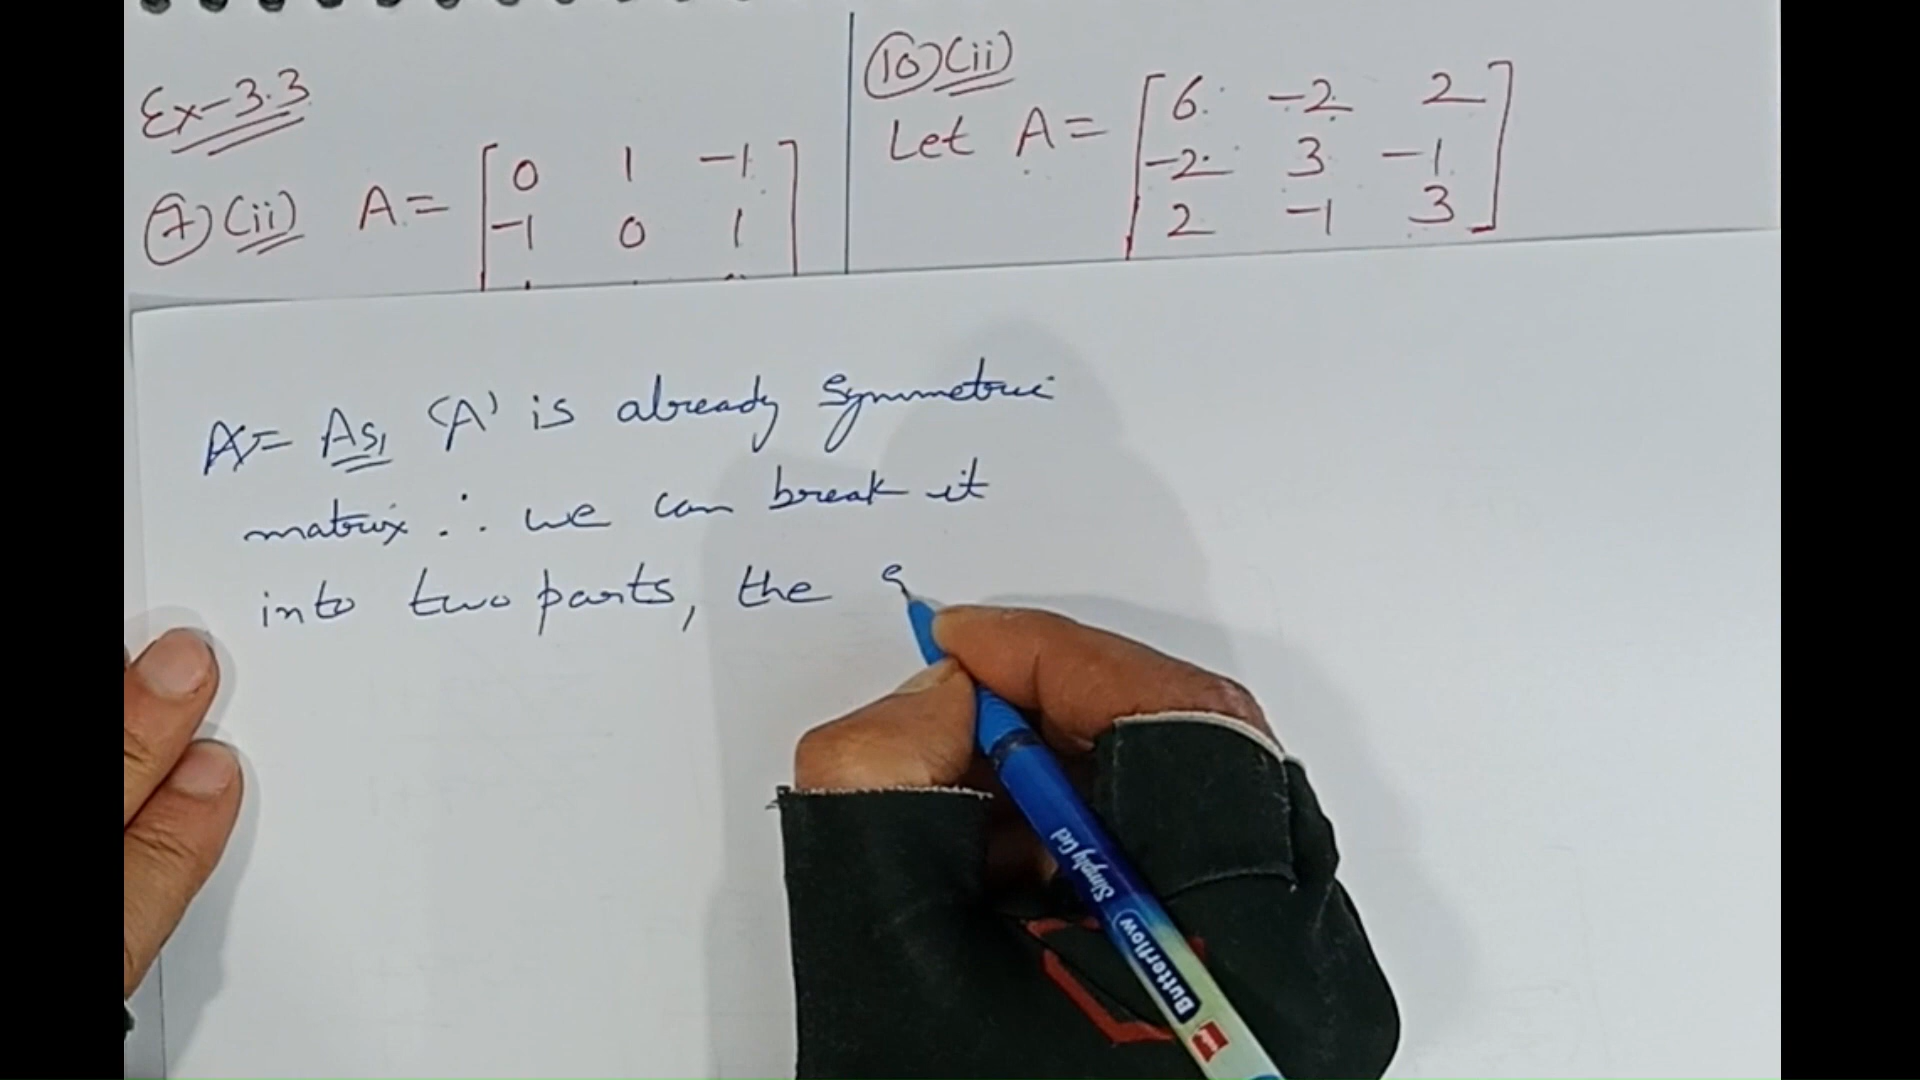 Ex-3.3
7 (ii) A = [ 0 1 -1
-1 0 1
10 (ii)
Let A = [ 6 -2 2
-2 3 -1
2 -1 3 ]
A = As, 'A' is already Symmetric
matrix ∴ we can break it
into two parts, the s
Simply Gel
Butterflow